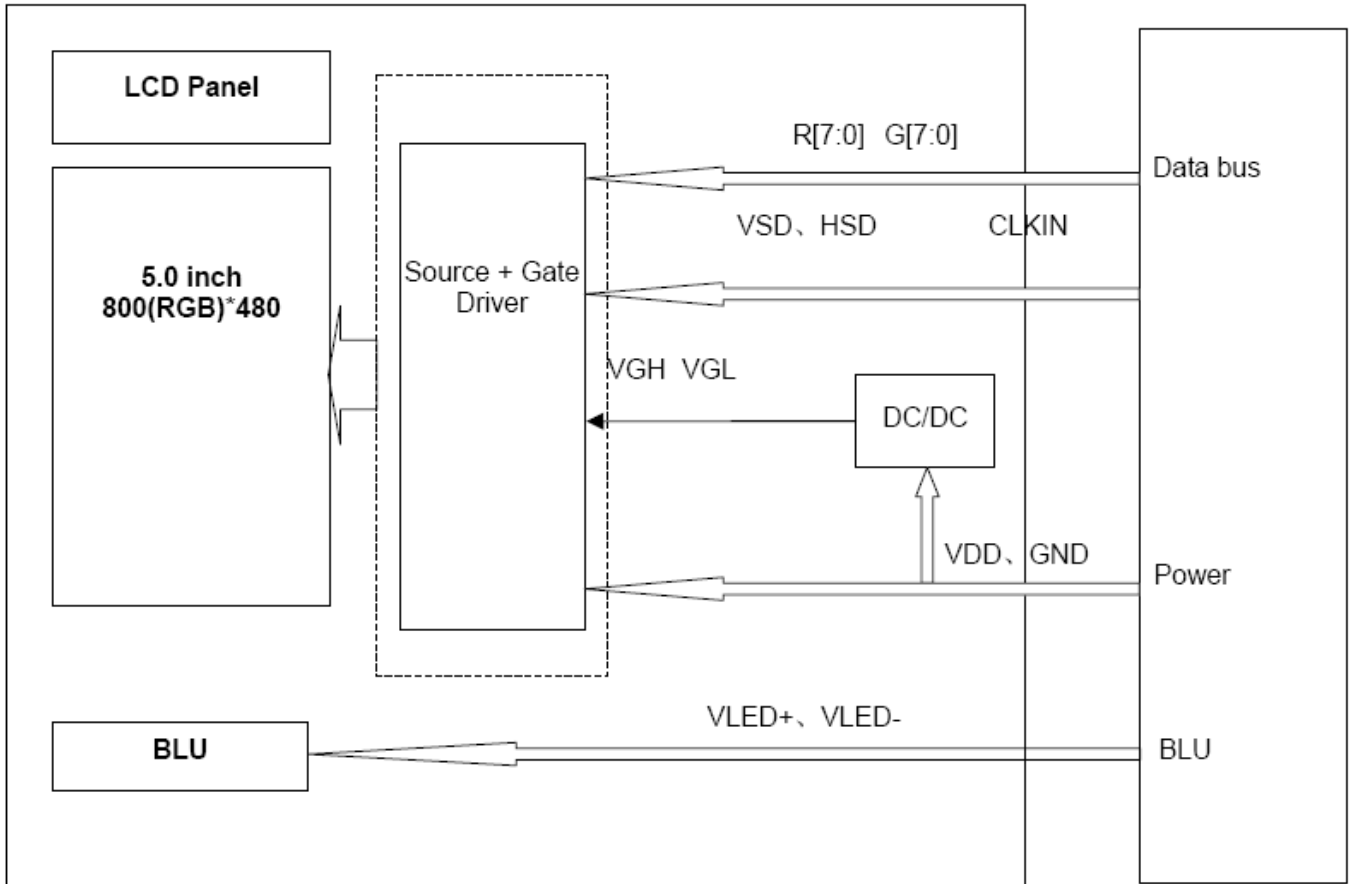 LCD Panel
R[7:0] G[7:0]
Data bus
VSD、HSD CLKIN
5.0 inch
800(RGB)*480
Source + Gate
Driver
VGH VGL
DC/DC
VDD、GND
Power
VLED+、VLED-
BLU
BLU